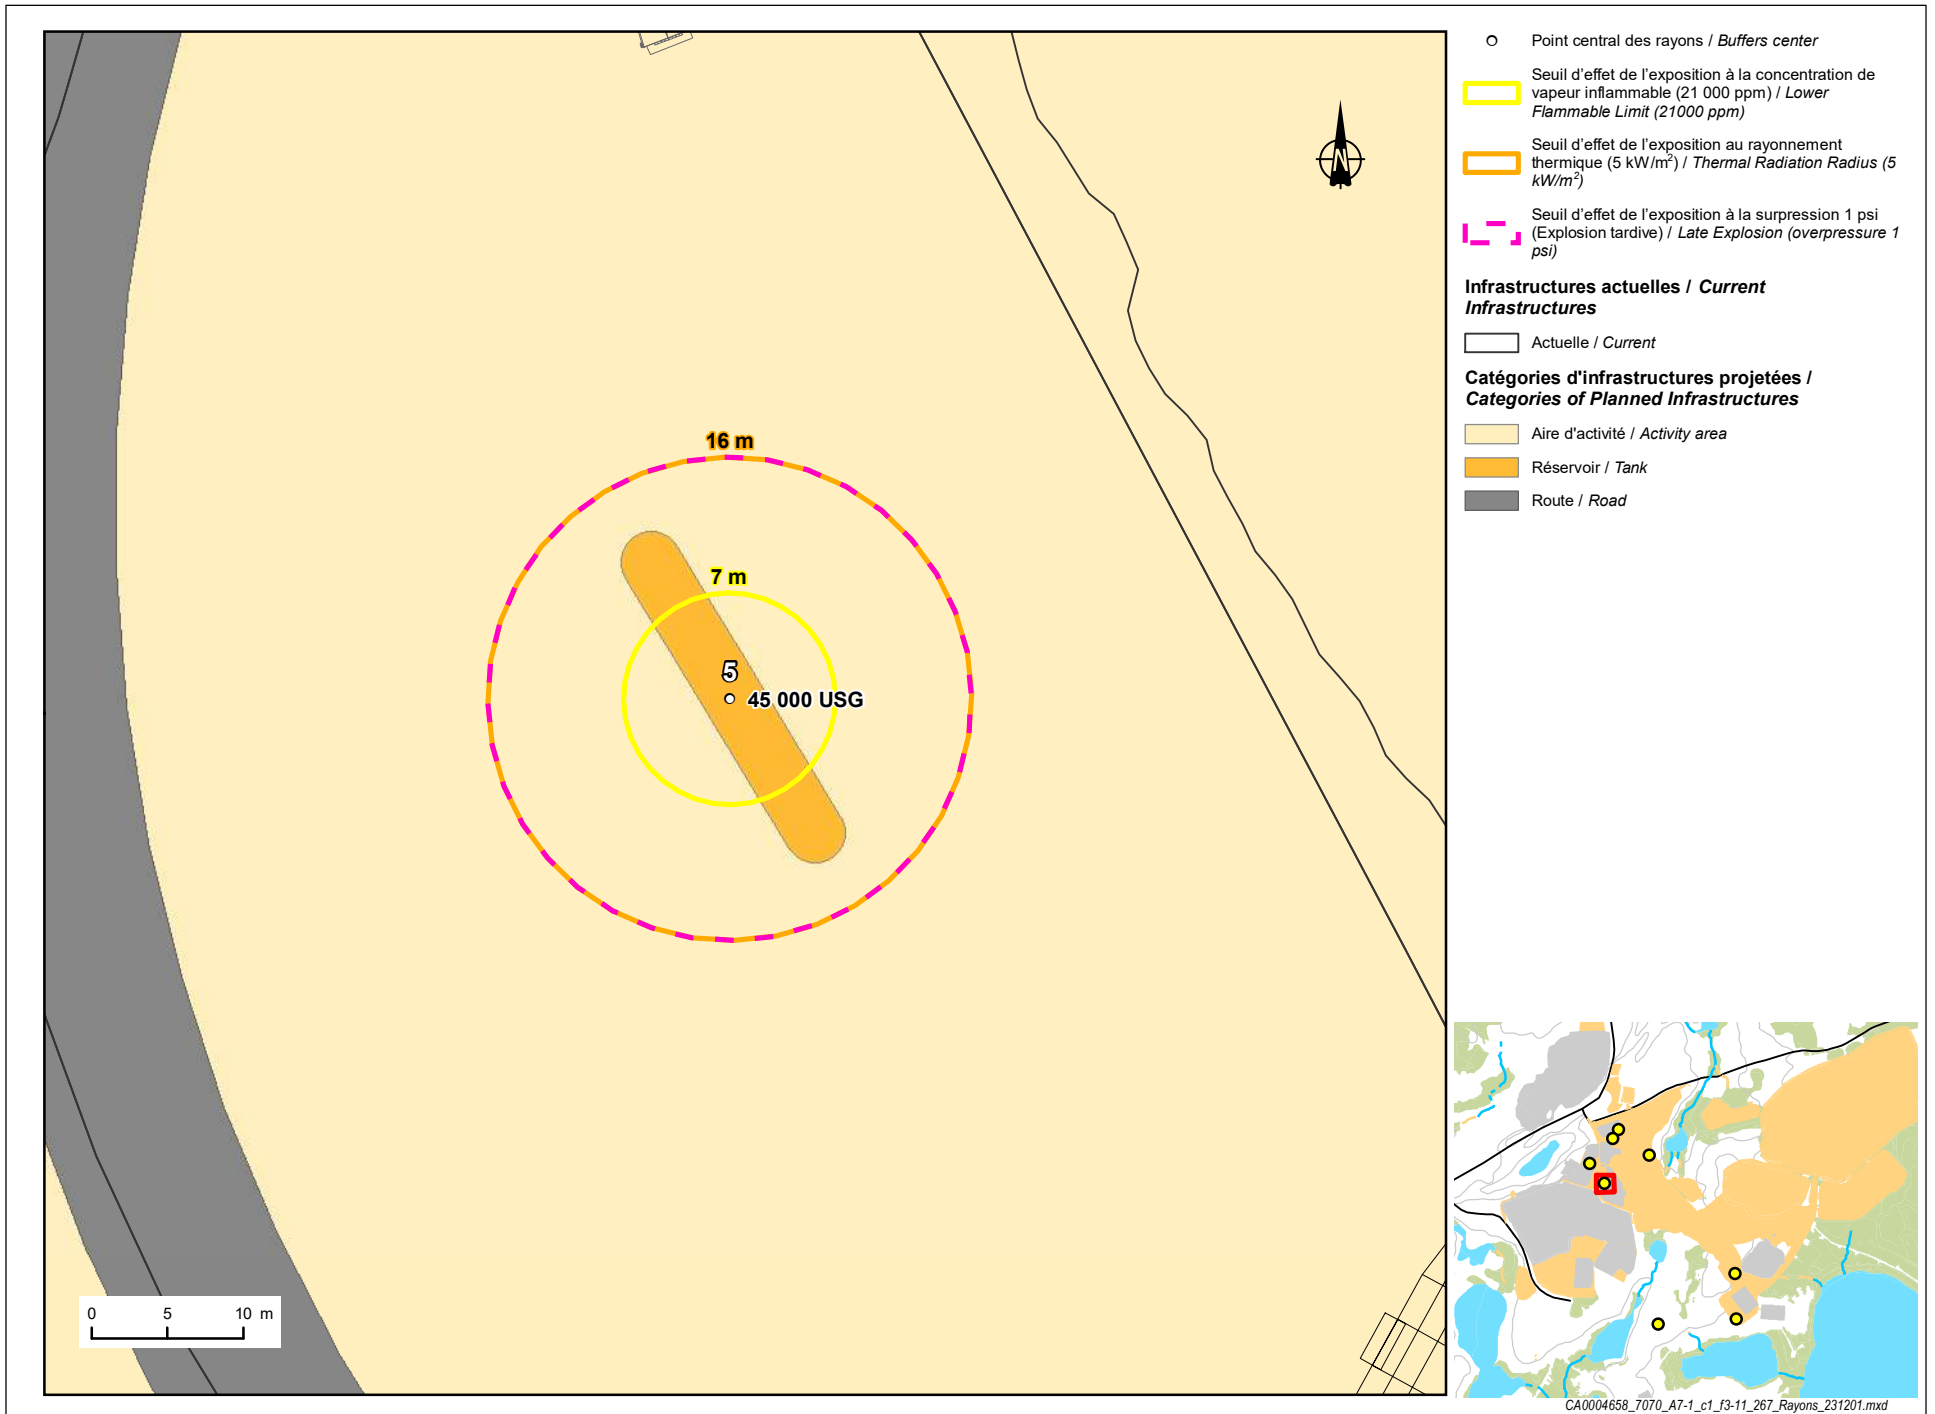 16 m
7 m
5
45 000 USG
N
0 5 10 m
Point central des rayons / Buffers center
Seuil d'effet de l'exposition à la concentration de
vapeur inflammable (21 000 ppm) / Lower
Flammable Limit (21000 ppm)
Seuil d'effet de l'exposition au rayonnement
thermique (5 kW/m²) / Thermal Radiation Radius (5
kW/m²)
Seuil d'effet de l'exposition à la surpression 1 psi
(Explosion tardive) / Late Explosion (overpressure 1
psi)
Infrastructures actuelles / Current
Infrastructures
Actuelle / Current
Catégories d'infrastructures projetées /
Categories of Planned Infrastructures
Aire d'activité / Activity area
Réservoir / Tank
Route / Road
CA0004658_7070_A7-1_c1_f3-11_267_Rayons_231201.mxd